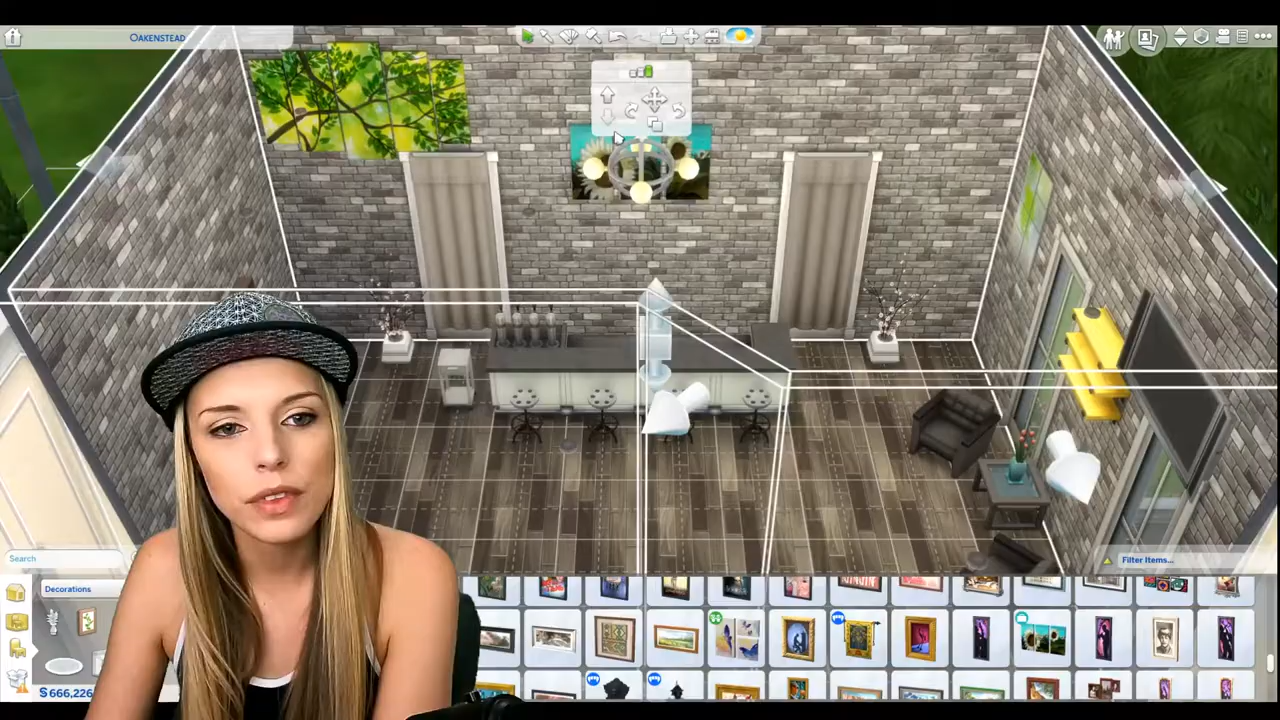 OAKENSTEAD
Search
Filter Items...
Decorations
§666,226